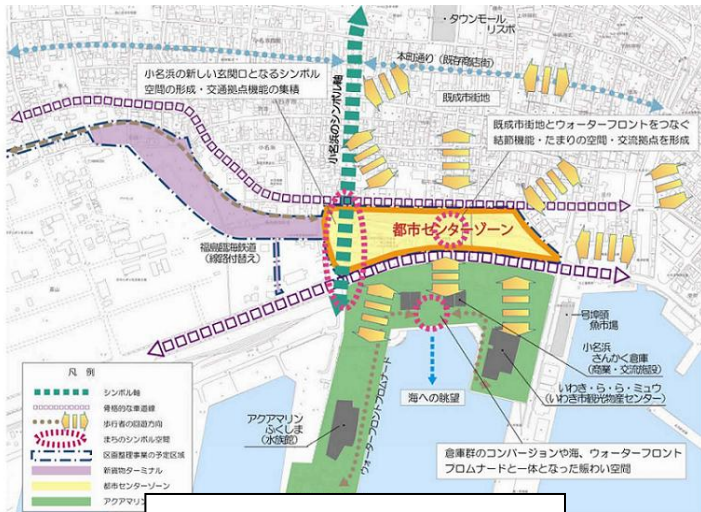 ・タウンモール
リスポ
本町通り（既存商店街）
小名浜の新しい玄関口となるシンボル
空間の形成・交通拠点機能の集積
既成市街地
小名浜のシンボル軸
既成市街地とウォーターフロントをつなぐ
結節機能・たまりの空間・交流拠点を形成
都市センターゾーン
福島臨海鉄道
（線路付替え）
一号埠頭
魚市場
小名浜
さんかく倉庫
（商業・交流施設）
いわき・ら・ら・ミュウ
（いわき市観光物産センター）
海への眺望
ウォーターフロントプロムナード
アクアマリン
ふくしま
（水族館）
倉庫群のコンバージョンや海、ウォーターフロント
プロムナードと一体となった賑わい空間
凡 例
シンボル軸
骨格的な車道線
歩行者の回遊方向
まちのシンボル空間
区画整理事業の予定区域
新貨物ターミナル
都市センターゾーン
アクアマリン